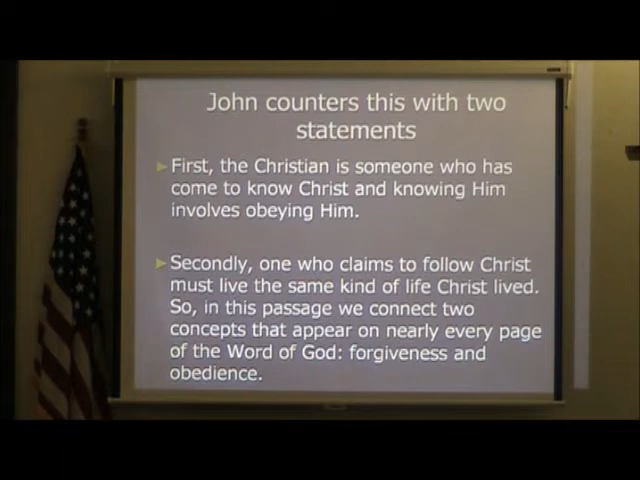 John counters this with two
statements
First, the Christian is someone who has
come to know Christ and knowing Him
involves obeying Him.
Secondly, one who claims to follow Christ
must live the same kind of life Christ lived.
So, in this passage we connect two
concepts that appear on nearly every page
of the Word of God: forgiveness and
obedience.